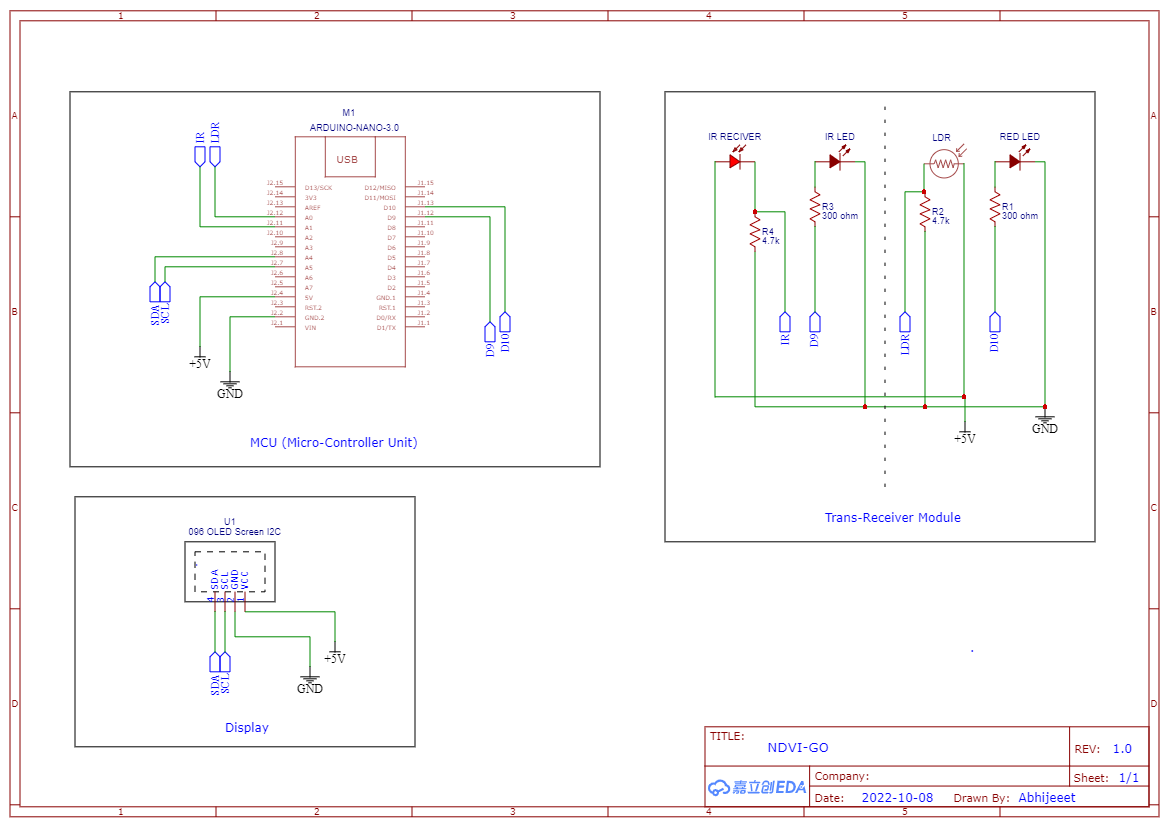 1 2 3 4 5
A A
B B
C C
D D
1 2 3 4 5
IR
LDR
M1
ARDUINO-NANO-3.0
USB
J2.15 D13/SCK D12/MISO J1.15
J2.14 3V3 D11/MOSI J1.14
J2.13 AREF D10 J1.13
J2.12 A0 D9 J1.12
J2.11 A1 D8 J1.11
J2.10 A2 D7 J1.10
J2.9 A3 D6 J1.9
J2.8 A4 D5 J1.8
J2.7 A5 D4 J1.7
J2.6 A6 D3 J1.6
J2.5 A7 D2 J1.5
J2.4 5V GND.1 J1.4
J2.3 RST.2 RST.1 J1.3
J2.2 GND.2 D0/RX J1.2
J2.1 VIN D1/TX J1.1
SDA
SCL
+5V
GND
D9
D10
MCU (Micro-Controller Unit)
IR RECIVER
IR LED
LDR
RED LED
R4
4.7k
R3
300 ohm
R2
4.7k
R1
300 ohm
IR
D9
LDR
D10
+5V
GND
Trans-Receiver Module
U1
096 OLED Screen I2C
SDA
SCL
GND
VCC
4 3 2 1
SDA
SCL
+5V
GND
Display
TITLE:
NDVI-GO
REV: 1.0
嘉立创EDA
Company:
Sheet: 1/1
Date: 2022-10-08 Drawn By: Abhijeeet